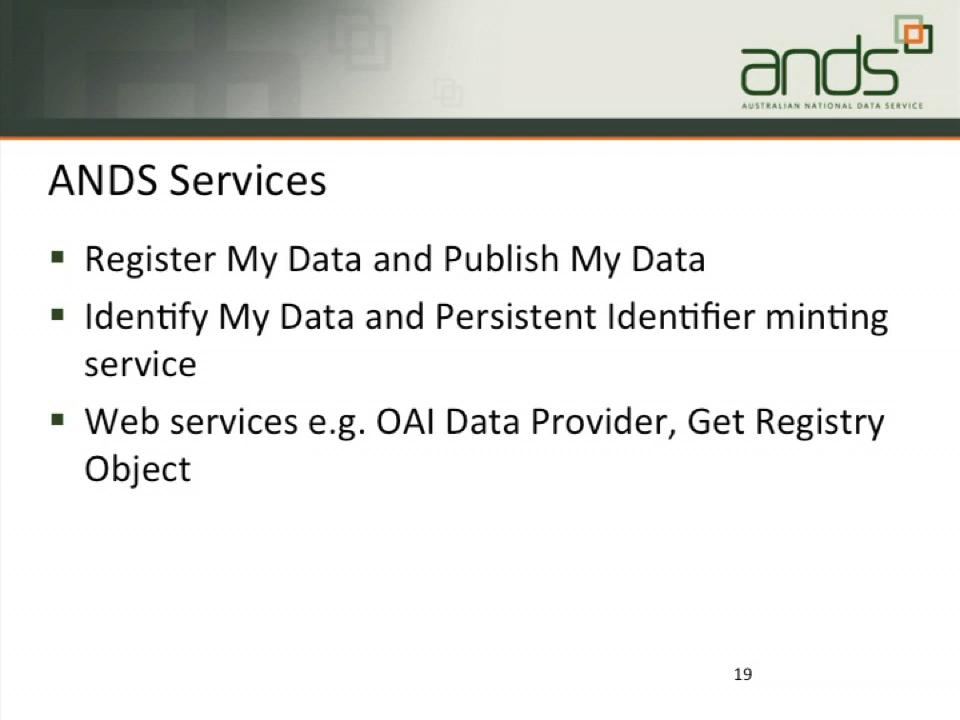 ands
AUSTRALIAN NATIONAL DATA SERVICE
ANDS Services
▪ Register My Data and Publish My Data
▪ Identify My Data and Persistent Identifier minting
service
▪ Web services e.g. OAI Data Provider, Get Registry
Object
19